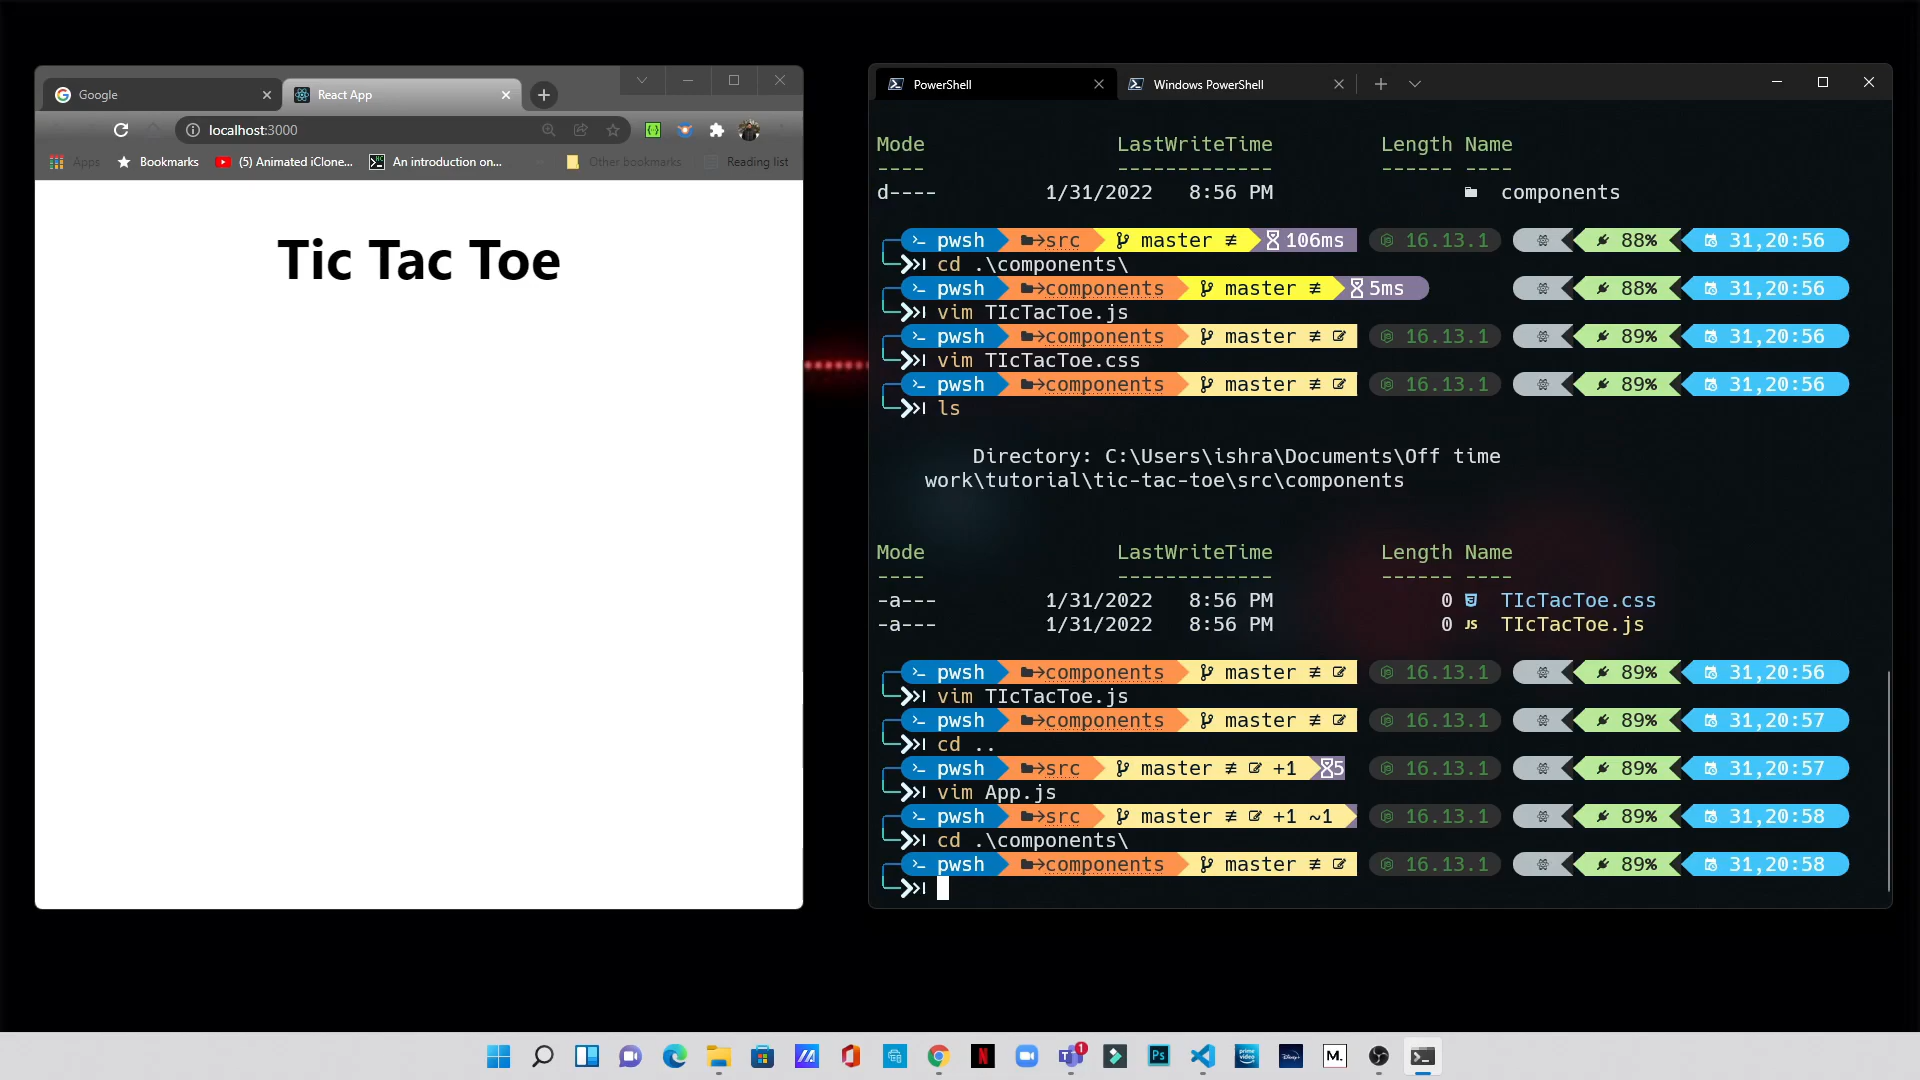 Google
React App
localhost:3000
Apps
Bookmarks
(5) Animated iClone...
An introduction on...
Other bookmarks
Reading list
Tic Tac Toe
PowerShell
Windows PowerShell
Mode LastWriteTime Length Name
---- ------------- ------ ----
d---- 1/31/2022 8:56 PM components
pwsh src master ≢ 106ms 16.13.1 88% 31,20:56
cd .\components\
pwsh components master ≢ 5ms 88% 31,20:56
vim TIcTacToe.js
pwsh components master ≢ 16.13.1 89% 31,20:56
vim TIcTacToe.css
pwsh components master ≢ 16.13.1 89% 31,20:56
ls
Directory: C:\Users\ishra\Documents\Off time
work\tutorial\tic-tac-toe\src\components
Mode LastWriteTime Length Name
---- ------------- ------ ----
-a--- 1/31/2022 8:56 PM 0 TIcTacToe.css
-a--- 1/31/2022 8:56 PM 0 JS TIcTacToe.js
pwsh components master ≢ 16.13.1 89% 31,20:56
vim TIcTacToe.js
pwsh components master ≢ 16.13.1 89% 31,20:57
cd ..
pwsh src master ≢ +1 5 16.13.1 89% 31,20:57
vim App.js
pwsh src master ≢ +1 ~1 16.13.1 89% 31,20:58
cd .\components\
pwsh components master ≢ 16.13.1 89% 31,20:58
N
1
Ps
prime video
Disney+
M.